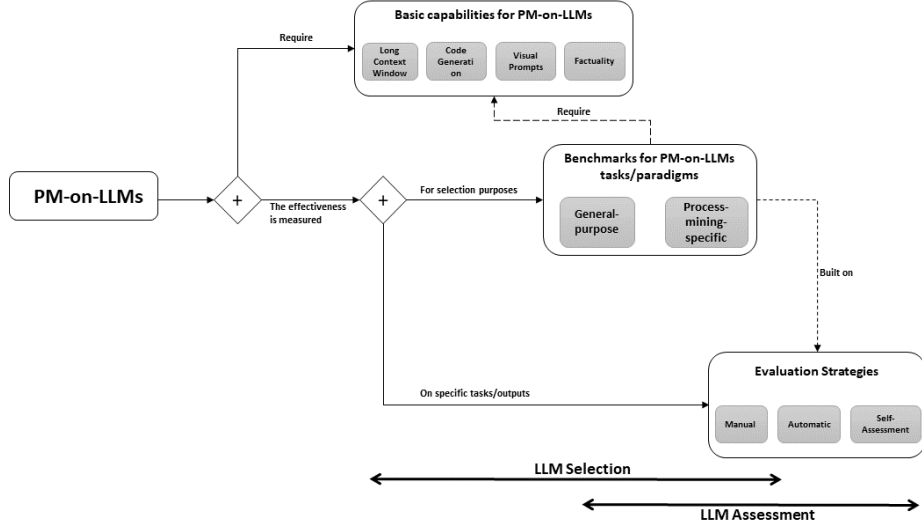 Basic capabilities for PM-on-LLMs
Require
Long
Context
Window
Code
Generati
on
Visual
Prompts
Factuality
Require
Benchmarks for PM-on-LLMs
tasks/paradigms
PM-on-LLMs
+
The effectiveness
is measured
+
For selection purposes
General-
purpose
Process-
mining-
specific
Built on
Evaluation Strategies
On specific tasks/outputs
Manual
Automatic
Self-
Assessment
LLM Selection
LLM Assessment